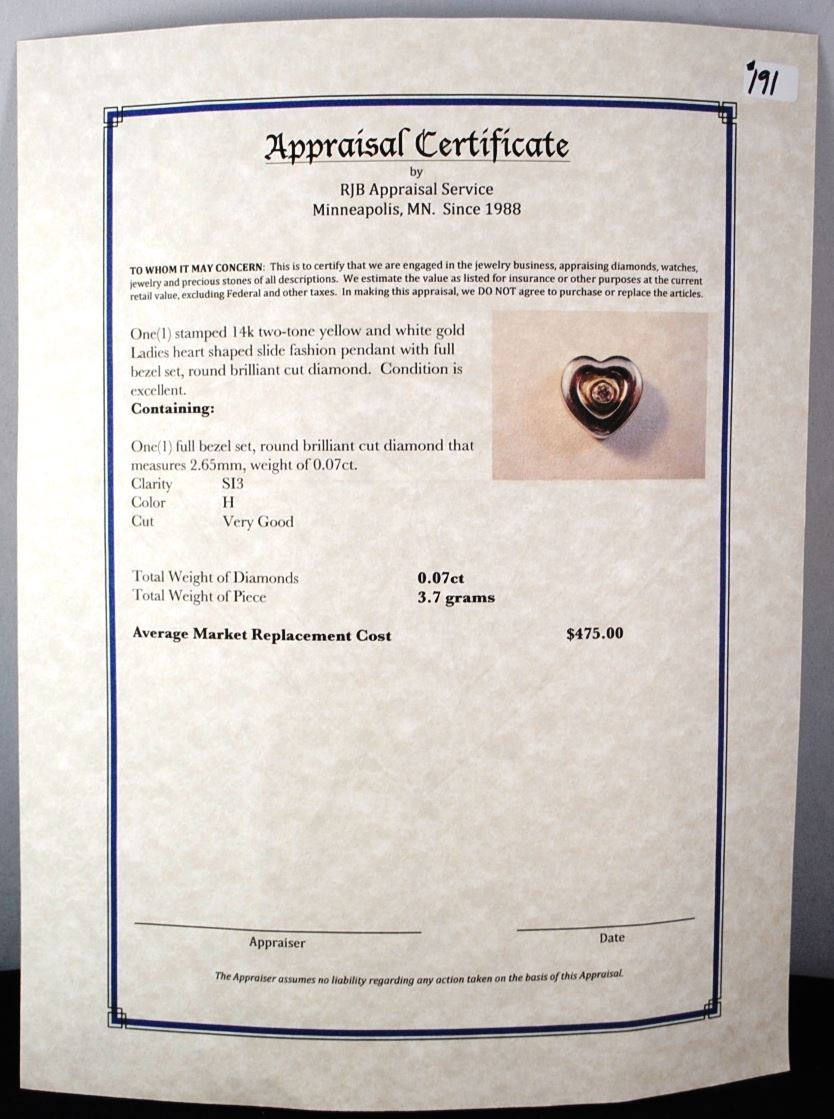 '191
Appraisal Certificate
by
RJB Appraisal Service
Minneapolis, MN. Since 1988
TO WHOM IT MAY CONCERN: This is to certify that we are engaged in the jewelry business, appraising diamonds, watches,
jewelry and precious stones of all descriptions. We estimate the value as listed for insurance or other purposes at the current
retail value, excluding Federal and other taxes. In making this appraisal, we DO NOT agree to purchase or replace the articles.
One(1) stamped 14k two-tone yellow and white gold
Ladies heart shaped slide fashion pendant with full
bezel set, round brilliant cut diamond. Condition is
excellent.
Containing:
One(1) full bezel set, round brilliant cut diamond that
measures 2.65mm, weight of 0.07ct.
Clarity SI3
Color H
Cut Very Good
Total Weight of Diamonds 0.07ct
Total Weight of Piece 3.7 grams
Average Market Replacement Cost $475.00
Appraiser Date
The Appraiser assumes no liability regarding any action taken on the basis of this Appraisal.